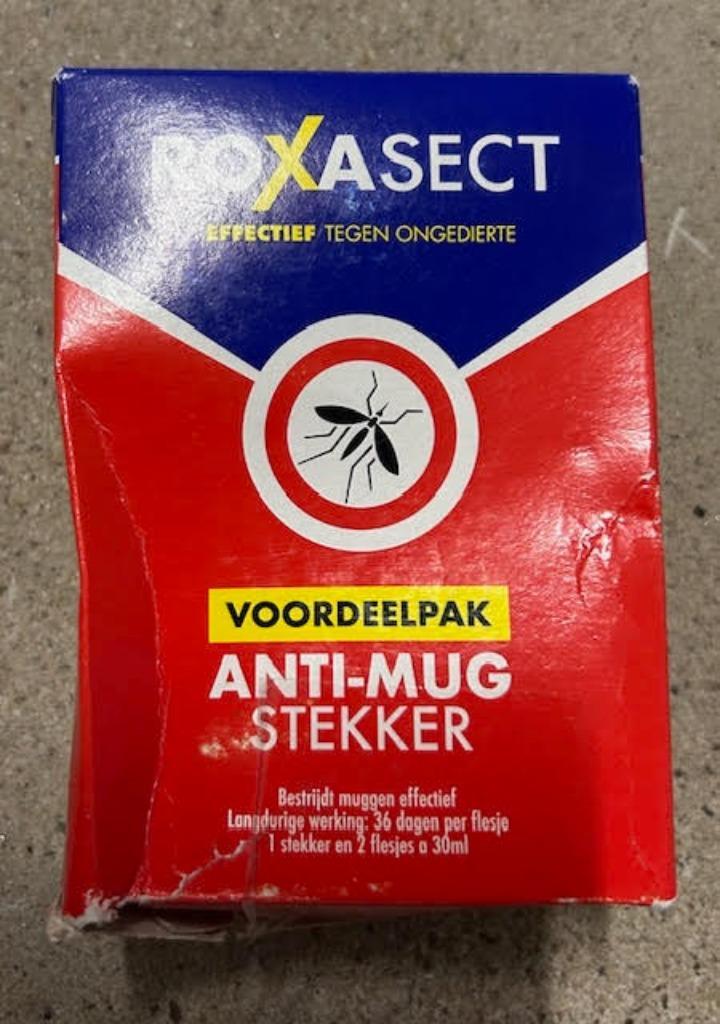 ROXASECT
EFFECTIEF TEGEN ONGEDIERTE
VOORDEELPAK
ANTI-MUG
STEKKER
Bestrijdt muggen effectief
Langdurige werking: 36 dagen per flesje
1 stekker en 2 flesjes a 30ml